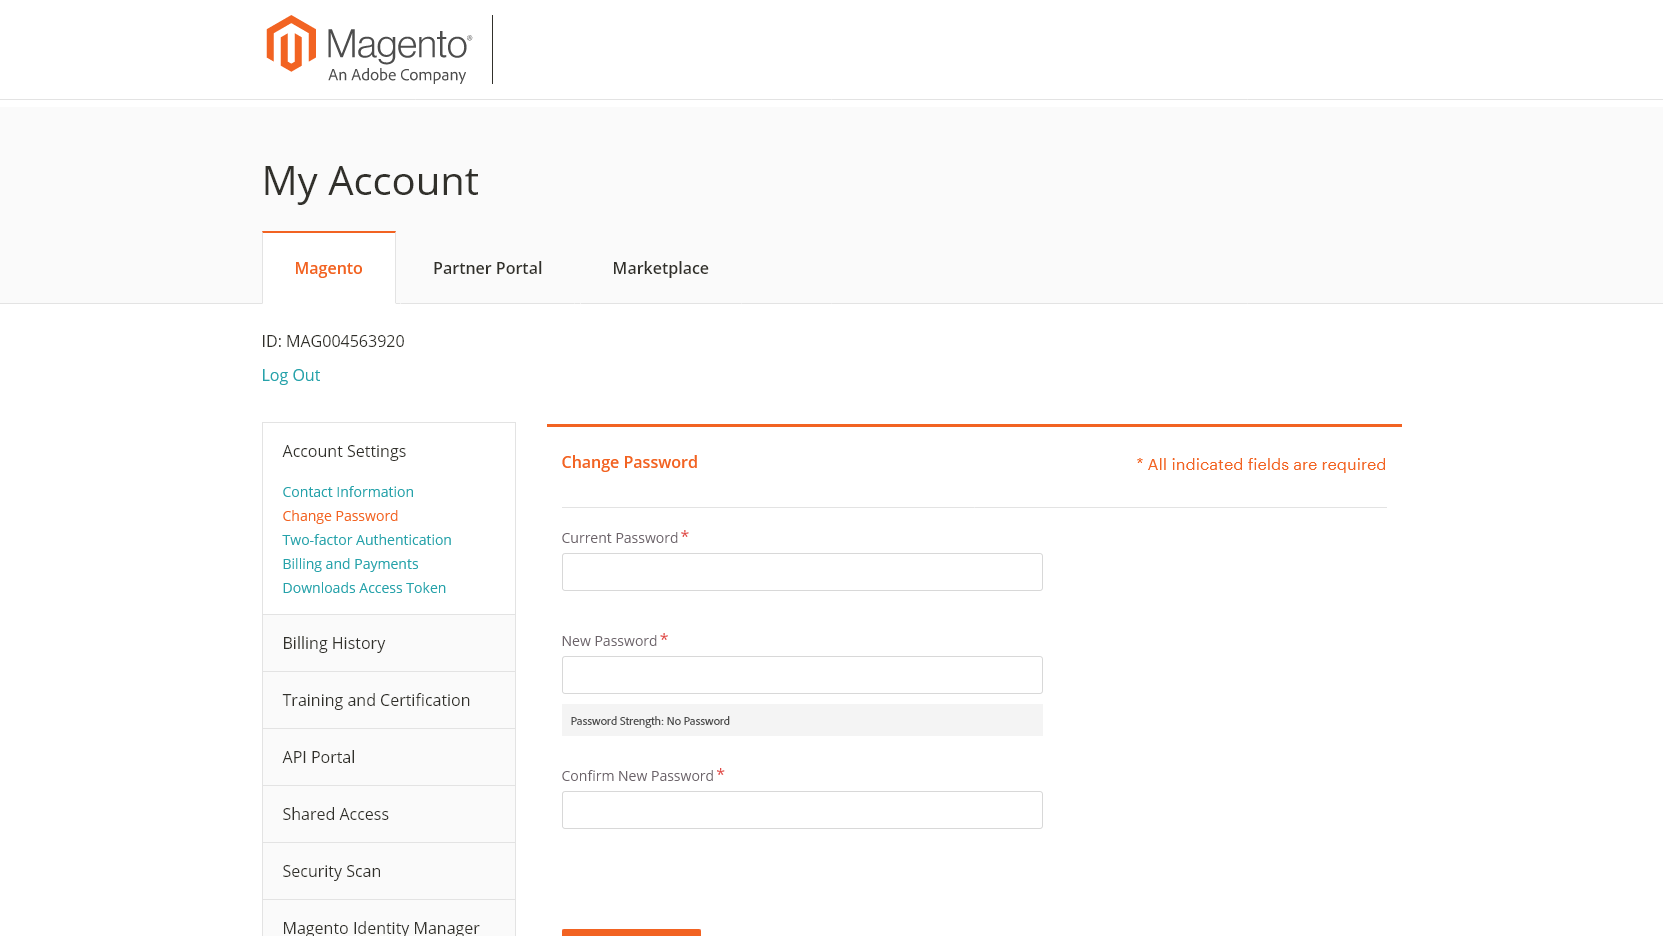 Magento®
An Adobe Company
My Account
Magento
Partner Portal
Marketplace
ID: MAG004563920
Log Out
Account Settings
Contact Information
Change Password
Two-factor Authentication
Billing and Payments
Downloads Access Token
Billing History
Training and Certification
API Portal
Shared Access
Security Scan
Magento Identity Manager
Change Password
* All indicated fields are required
Current Password *
New Password *
Password Strength: No Password
Confirm New Password *